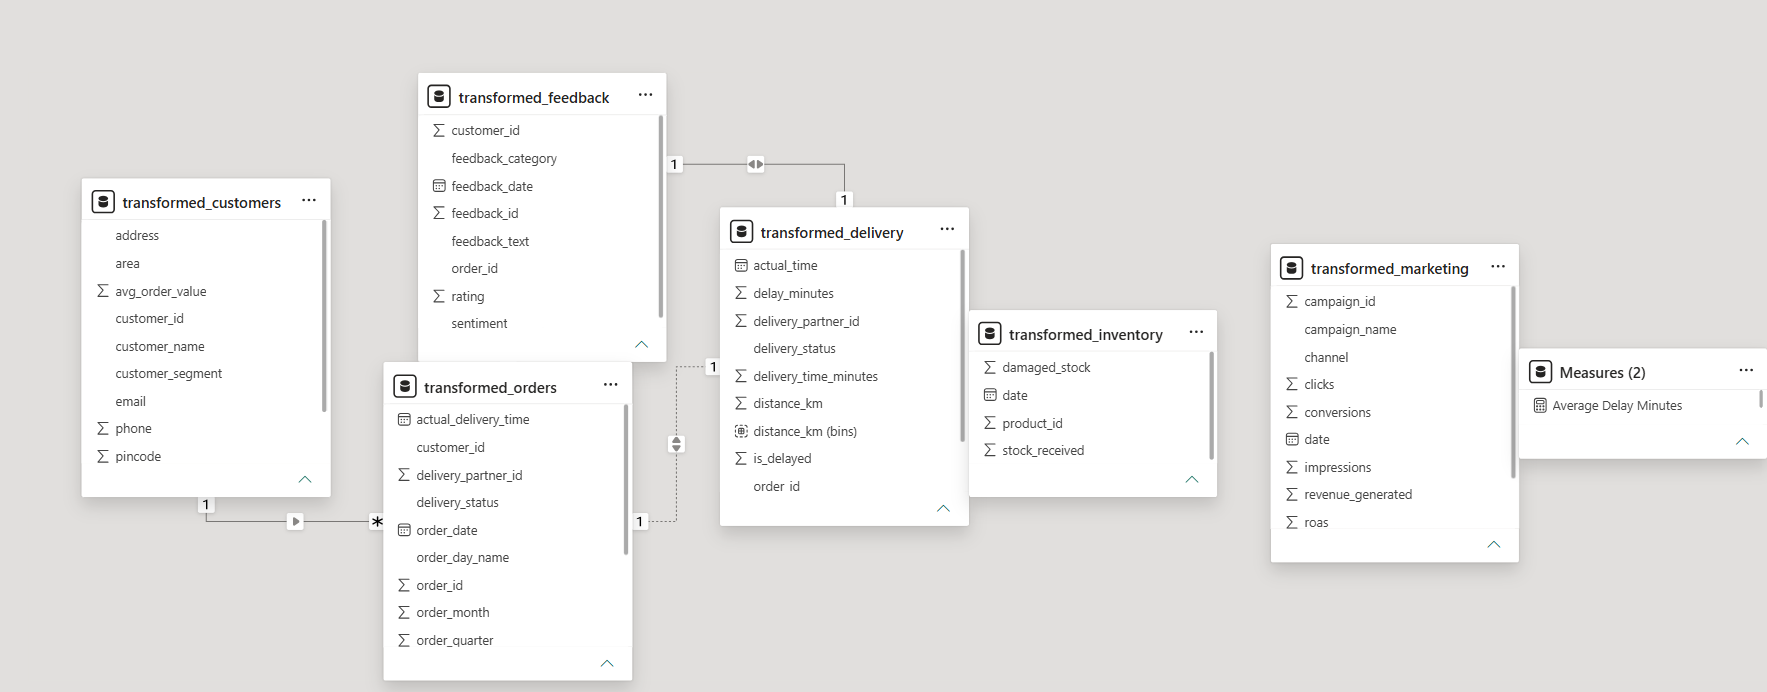 transformed_feedback
customer_id
feedback_category
feedback_date
feedback_id
feedback_text
order_id
rating
sentiment
transformed_customers
address
area
avg_order_value
customer_id
customer_name
customer_segment
email
phone
pincode
1
*
transformed_orders
actual_delivery_time
customer_id
delivery_partner_id
delivery_status
order_date
order_day_name
order_id
order_month
order_quarter
1
1
1
1
transformed_delivery
actual_time
delay_minutes
delivery_partner_id
delivery_status
delivery_time_minutes
distance_km
distance_km (bins)
is_delayed
order_id
transformed_inventory
damaged_stock
date
product_id
stock_received
transformed_marketing
campaign_id
campaign_name
channel
clicks
conversions
date
impressions
revenue_generated
roas
Measures (2)
Average Delay Minutes